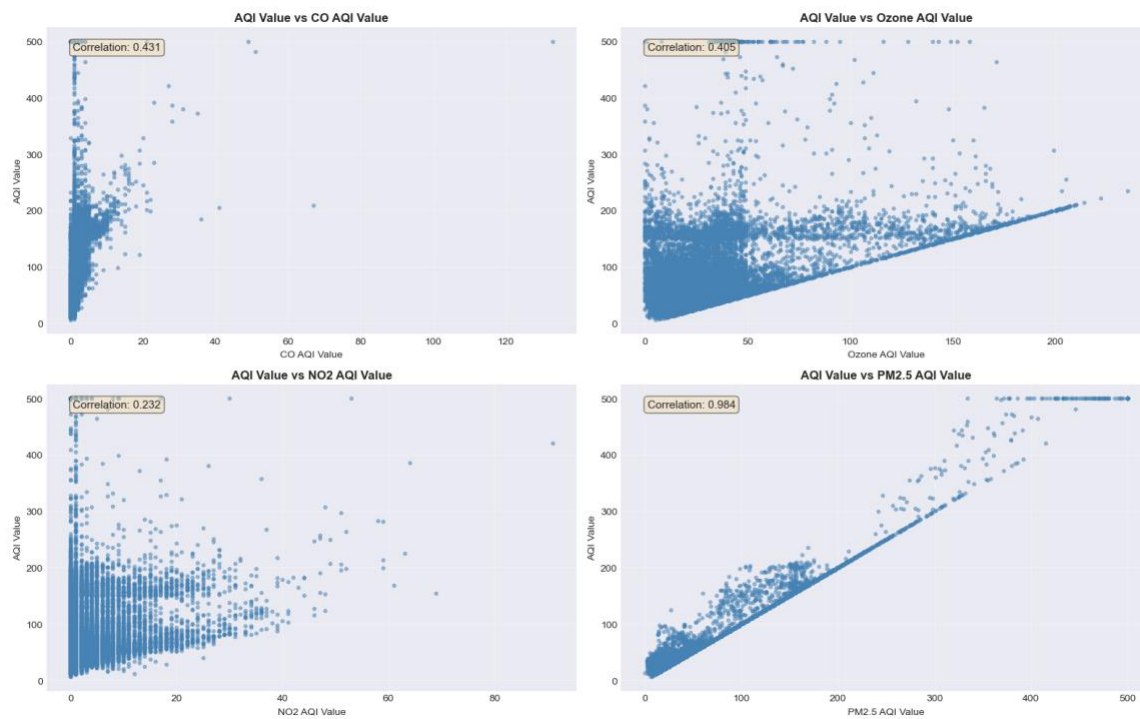 AQI Value vs CO AQI Value
Correlation: 0.431
500
400
300
200
100
0
AQI Value
0 20 40 60 80 100 120
CO AQI Value
AQI Value vs Ozone AQI Value
Correlation: 0.405
500
400
300
200
100
0
AQI Value
0 50 100 150 200
Ozone AQI Value
AQI Value vs NO2 AQI Value
Correlation: 0.232
500
400
300
200
100
0
AQI Value
0 20 40 60 80
NO2 AQI Value
AQI Value vs PM2.5 AQI Value
Correlation: 0.984
500
400
300
200
100
0
AQI Value
0 100 200 300 400 500
PM2.5 AQI Value